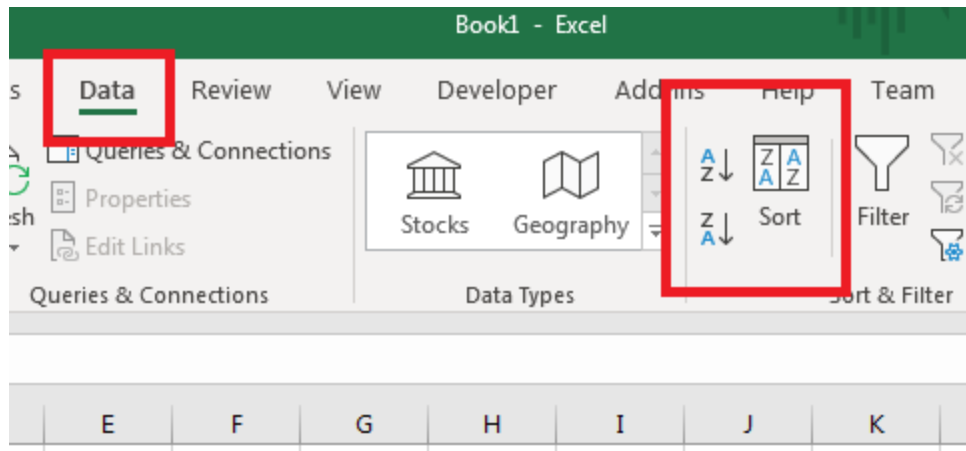 Book1 - Excel
s Data Review View Developer Add-ins Help Team
Queries & Connections
Properties
Edit Links
sh
Stocks Geography
A
Z
Z
A
Z A
A Z
Sort
Filter
Queries & Connections Data Types Sort & Filter
E F G H I J K